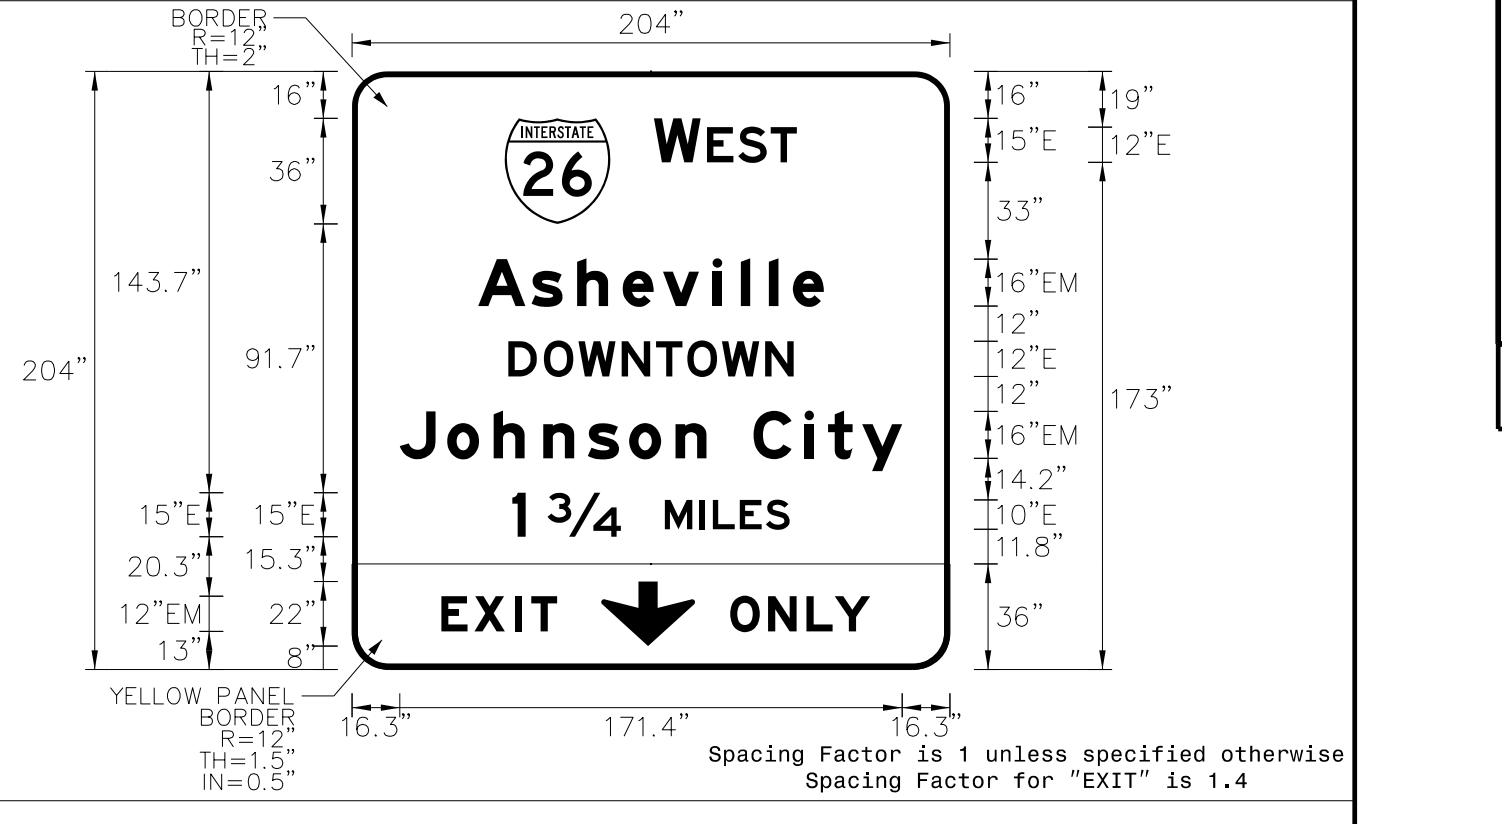 BORDER
R=12"
TH=2"
204"
16"
36"
143.7"
204"
91.7"
15"E
15"E
20.3"
15.3"
12"EM
22"
13"
8"
INTERSTATE
26
WEST
Asheville
DOWNTOWN
Johnson City
1 3/4 MILES
EXIT ONLY
16"
19"
15"E
12"E
33"
16"EM
12"
12"E
12"
173"
16"EM
14.2"
10"E
11.8"
36"
YELLOW PANEL
BORDER
R=12"
TH=1.5"
IN=0.5"
16.3"
171.4"
16.3"
Spacing Factor is 1 unless specified otherwise
Spacing Factor for "EXIT" is 1.4